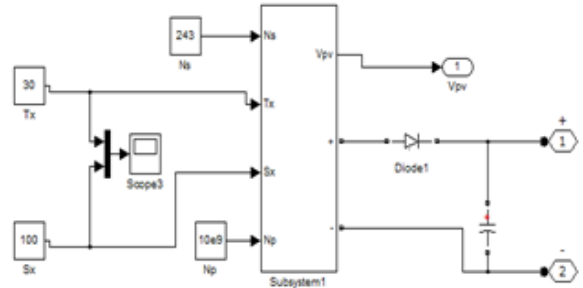 243
Ns
Ns
Vpv
1
Vpv
30
Tx
Tx
Scope3
+
Diode1
+
1
100
Sx
Sx
10e9
Np
Np
-
-
2
Subsystem1